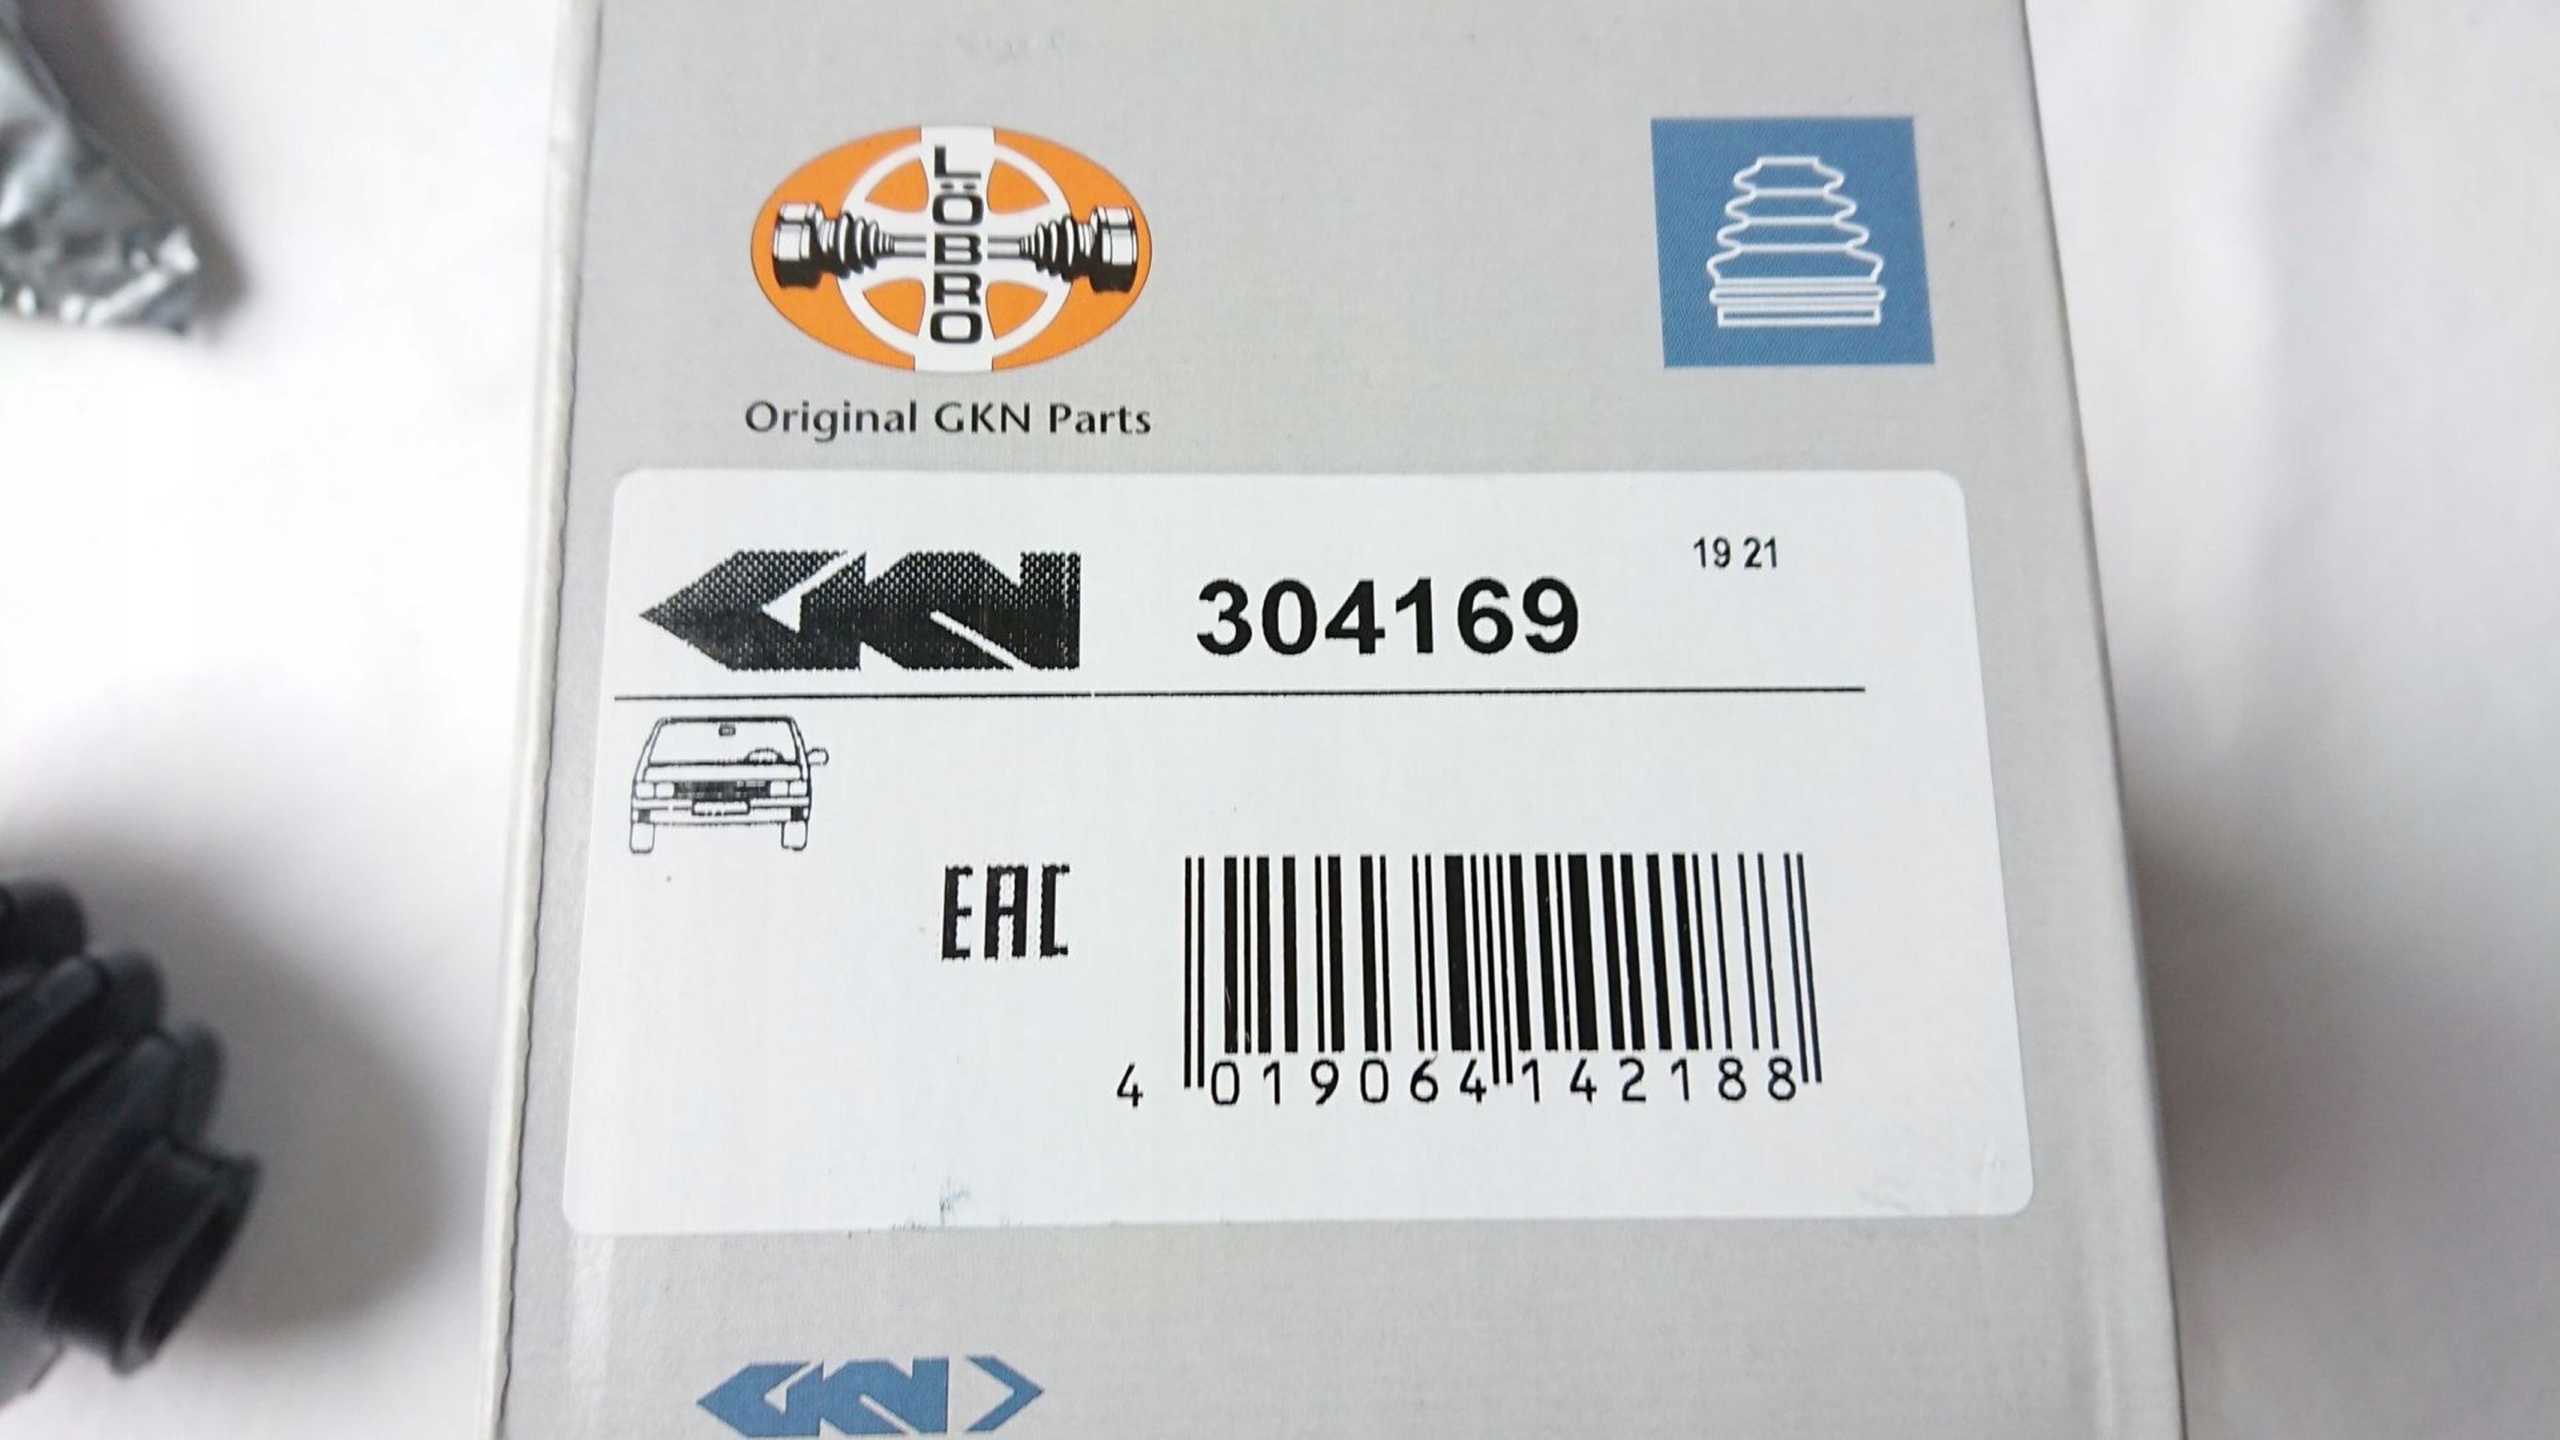 LÖBRO
Original GKN Parts
GKN 304169 19 21
EAC
4 019064 142188
GKN